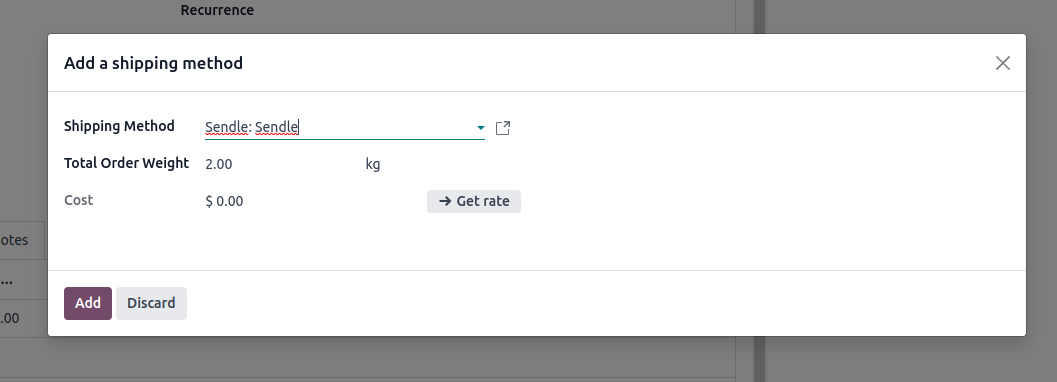 Recurrence
Add a shipping method
Shipping Method Sendle: Sendle
Total Order Weight 2.00 kg
Cost $ 0.00 → Get rate
otes
...
.00
Add Discard